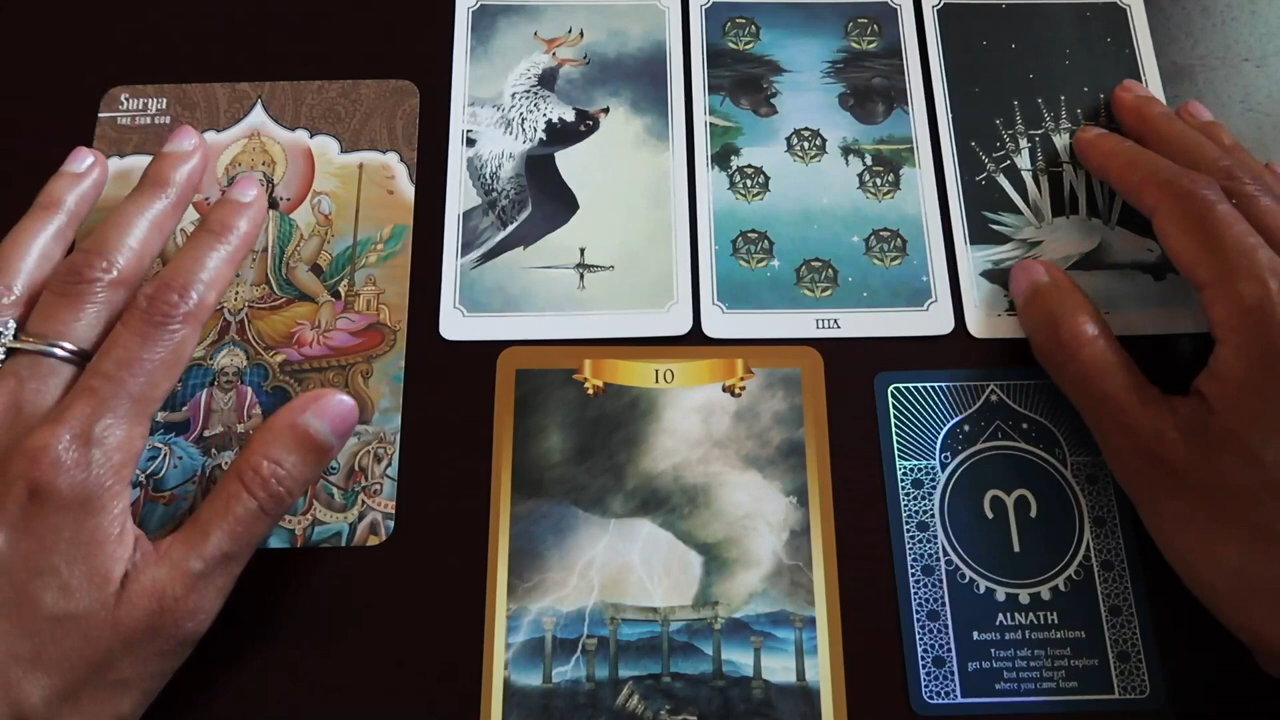 Surya
THE SUN GOD
VIII
10
ALNATH
Roots and Foundations
Travel safe my friend,
get to know the world and explore
but never forget
where you came from